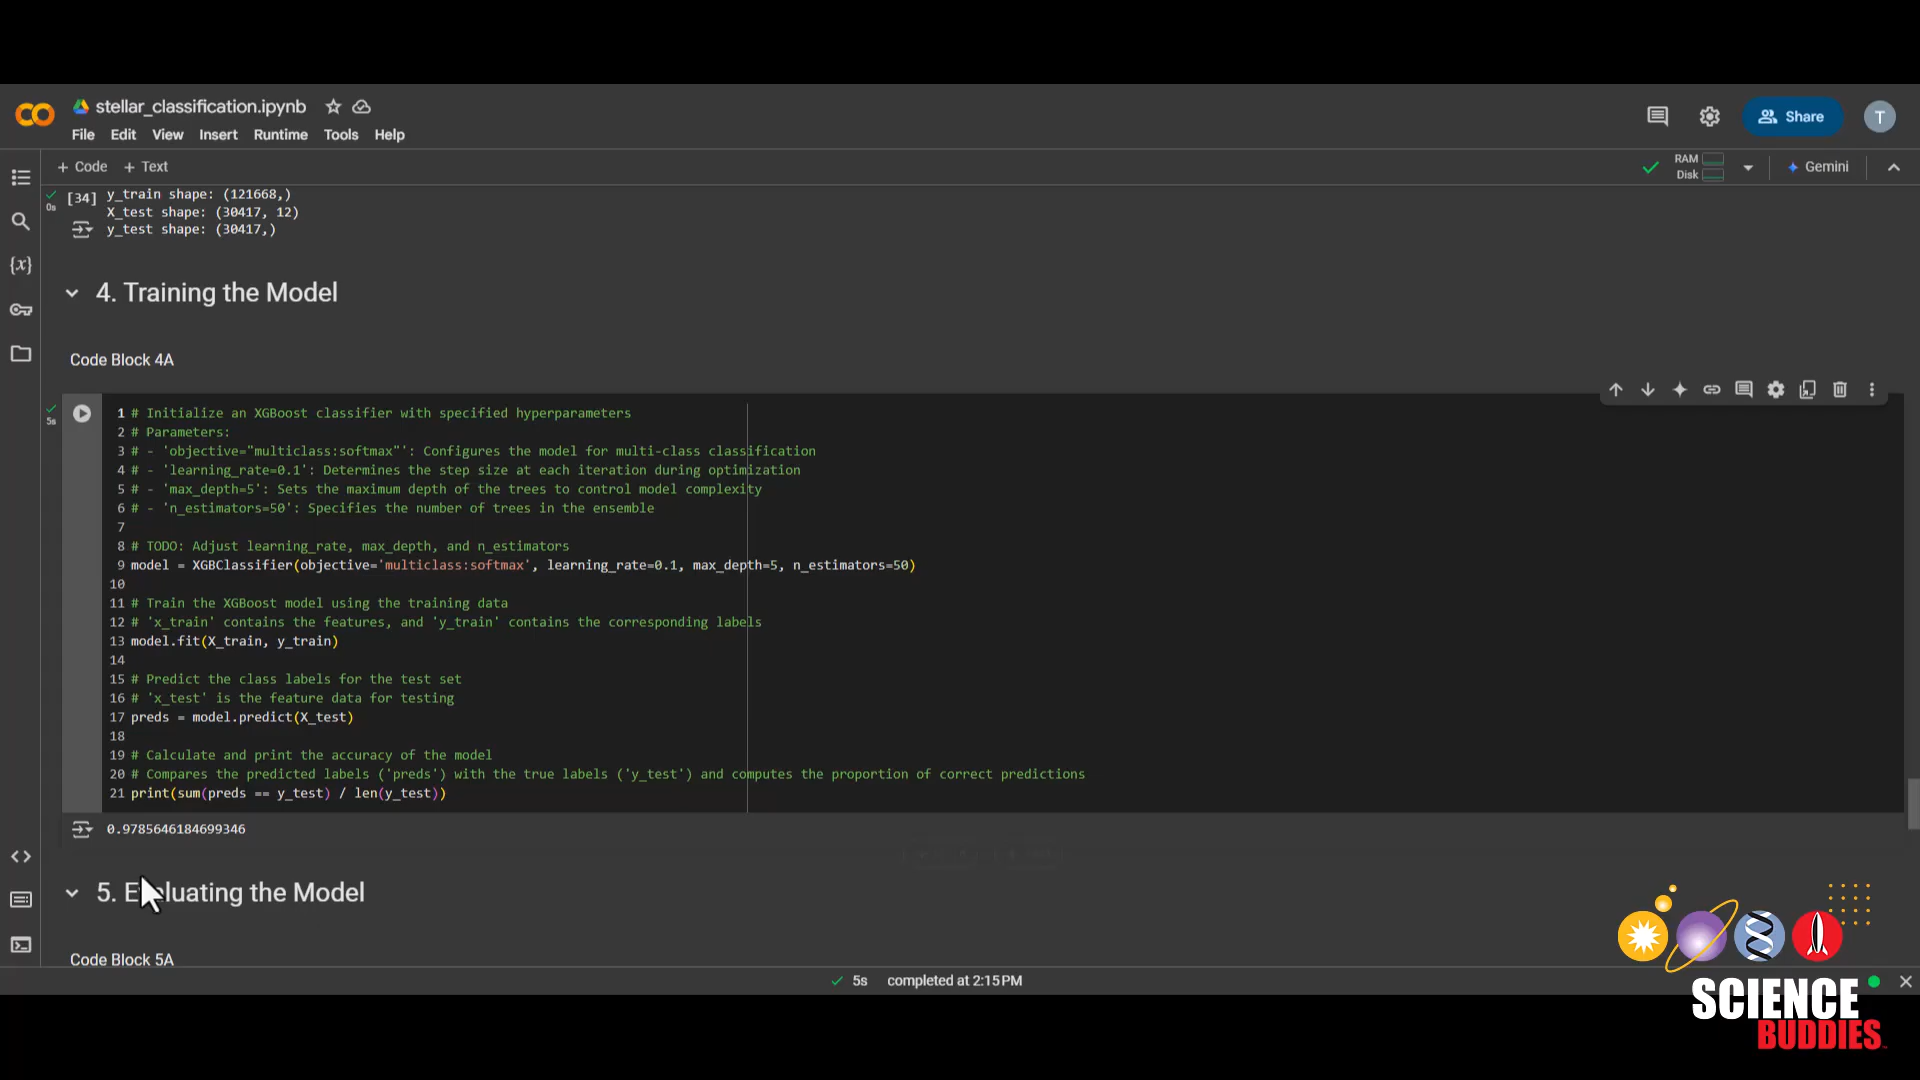 stellar_classification.ipynb
File Edit View Insert Runtime Tools Help
Share
T
+ Code + Text
RAM
Disk
Gemini
0s
[34]
y_train shape: (121668,)
X_test shape: (30417, 12)
y_test shape: (30417,)
{x}
4. Training the Model
Code Block 4A
5s
1 # Initialize an XGBoost classifier with specified hyperparameters
2 # Parameters:
3 # - 'objective="multiclass:softmax"': Configures the model for multi-class classification
4 # - 'learning_rate=0.1': Determines the step size at each iteration during optimization
5 # - 'max_depth=5': Sets the maximum depth of the trees to control model complexity
6 # - 'n_estimators=50': Specifies the number of trees in the ensemble
7
8 # TODO: Adjust learning_rate, max_depth, and n_estimators
9 model = XGBClassifier(objective='multiclass:softmax', learning_rate=0.1, max_depth=5, n_estimators=50)
10
11 # Train the XGBoost model using the training data
12 # 'x_train' contains the features, and 'y_train' contains the corresponding labels
13 model.fit(X_train, y_train)
14
15 # Predict the class labels for the test set
16 # 'x_test' is the feature data for testing
17 preds = model.predict(X_test)
18
19 # Calculate and print the accuracy of the model
20 # Compares the predicted labels ('preds') with the true labels ('y_test') and computes the proportion of correct predictions
21 print(sum(preds == y_test) / len(y_test))
0.9785646184699346
5. Evaluating the Model
Code Block 5A
5s completed at 2:15 PM
SCIENCE
BUDDIES